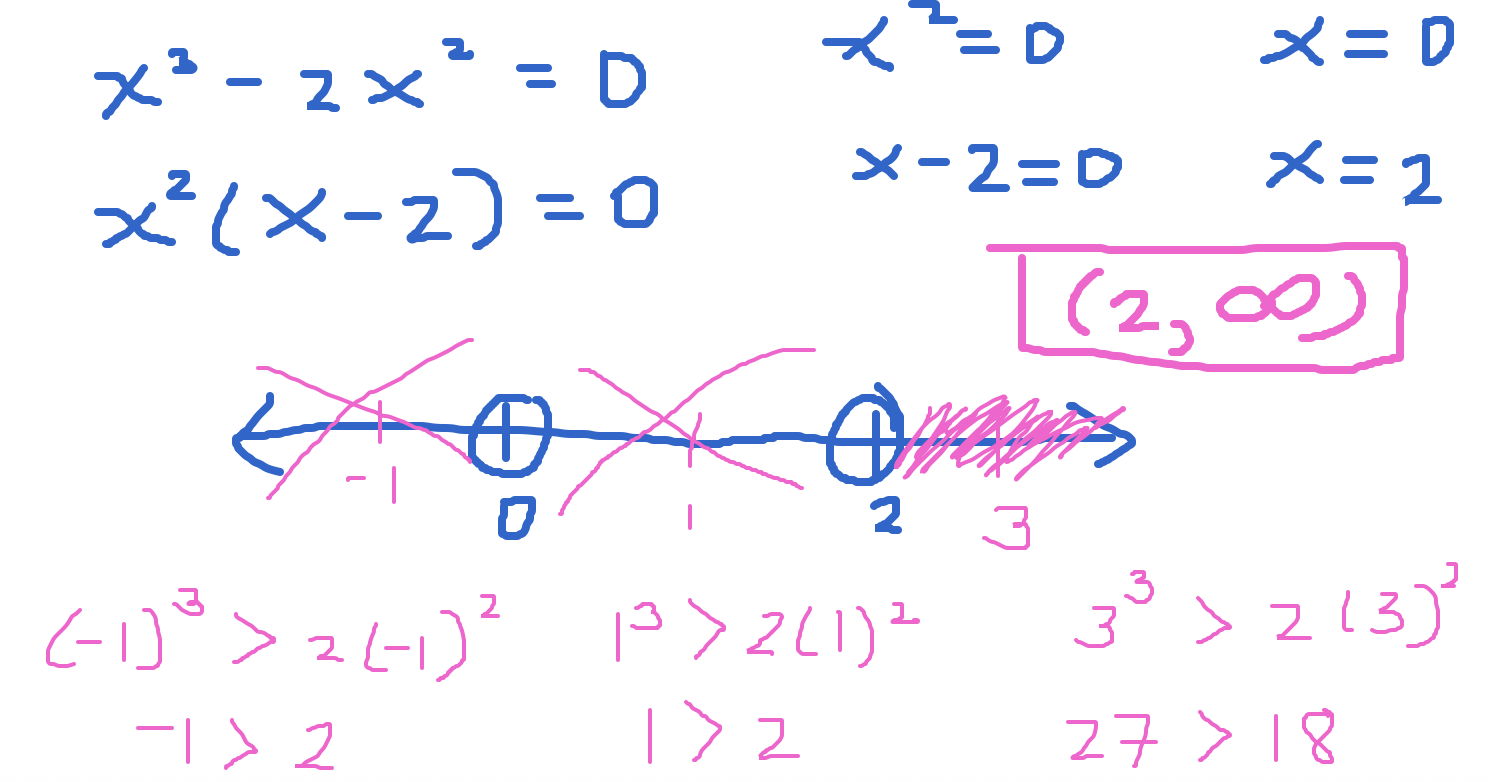 x³ - 2x² = 0
x²(x - 2) = 0
x² = 0 x = 0
x - 2 = 0 x = 2
(2, ∞)
-1 0 1 2 3
(-1)³ > 2(-1)² 1³ > 2(1)² 3³ > 2(3)²
-1 > 2 1 > 2 27 > 18